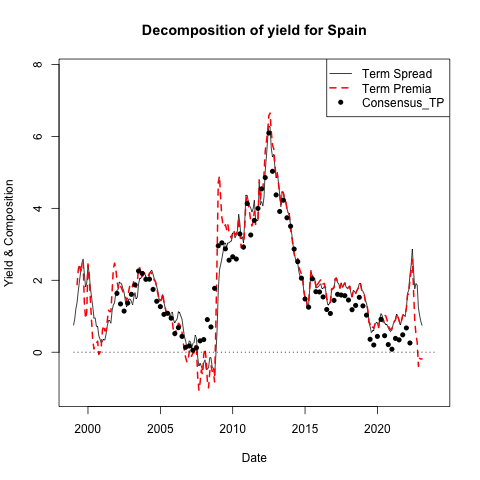 Decomposition of yield for Spain
Term Spread
Term Premia
Consensus_TP
Yield & Composition
8
6
4
2
0
2000 2005 2010 2015 2020
Date